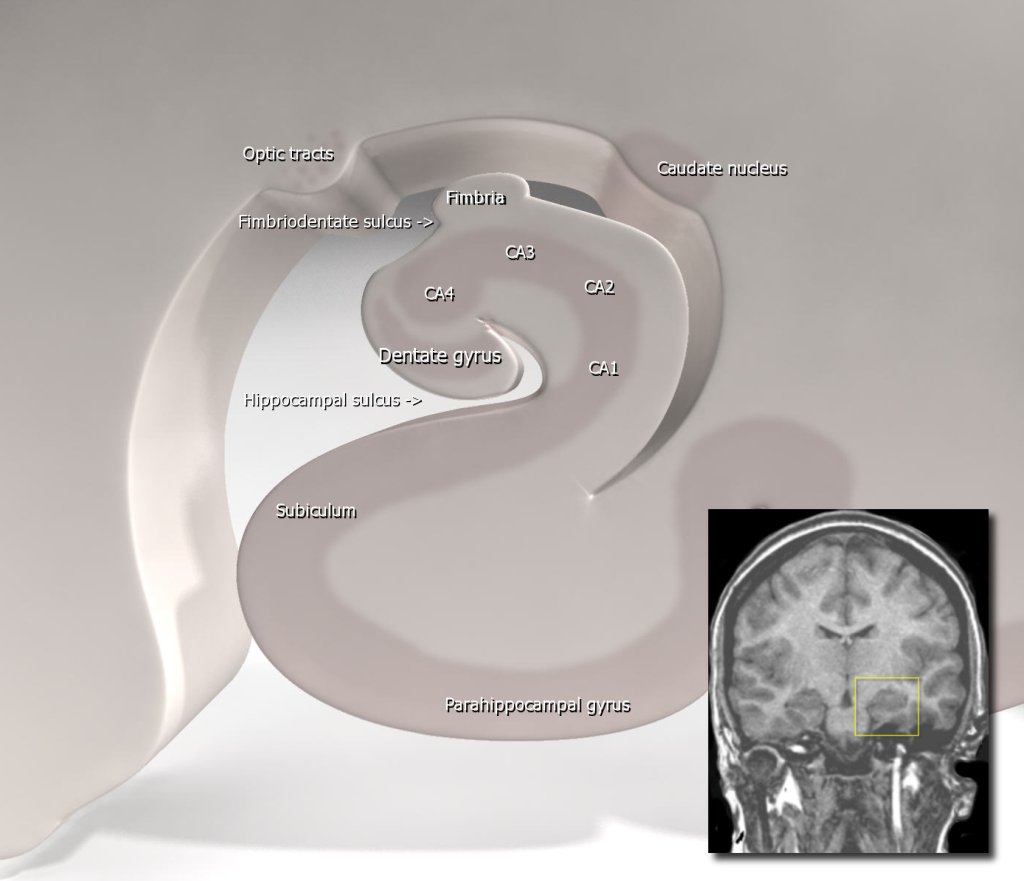 Optic tracts
Caudate nucleus
Fimbria
Fimbriodentate sulcus ->
CA3
CA2
CA4
Dentate gyrus
CA1
Hippocampal sulcus ->
Subiculum
Parahippocampal gyrus